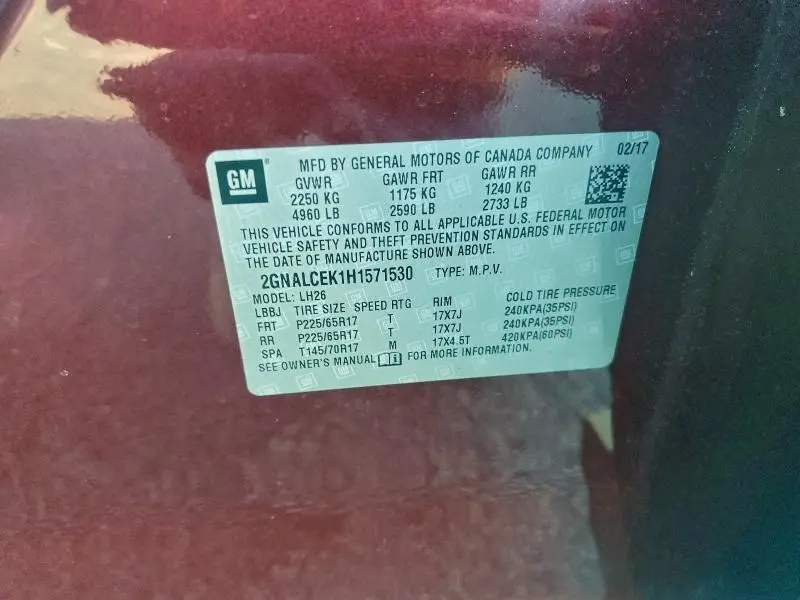 GM
MFD BY GENERAL MOTORS OF CANADA COMPANY 02/17
GVWR GAWR FRT GAWR RR
2250 KG 1175 KG 1240 KG
4960 LB 2590 LB 2733 LB
THIS VEHICLE CONFORMS TO ALL APPLICABLE U.S. FEDERAL MOTOR
VEHICLE SAFETY AND THEFT PREVENTION STANDARDS IN EFFECT ON
THE DATE OF MANUFACTURE SHOWN ABOVE.
2GNALCEK1H1571530 TYPE: M.P.V.
MODEL: LH26
LBBJ TIRE SIZE SPEED RTG RIM COLD TIRE PRESSURE
FRT P225/65R17 T 17X7J 240KPA(35PSI)
RR P225/65R17 T 17X7J 240KPA(35PSI)
SPA T145/70R17 M 17X4.5T 420KPA(60PSI)
SEE OWNER'S MANUAL FOR MORE INFORMATION.